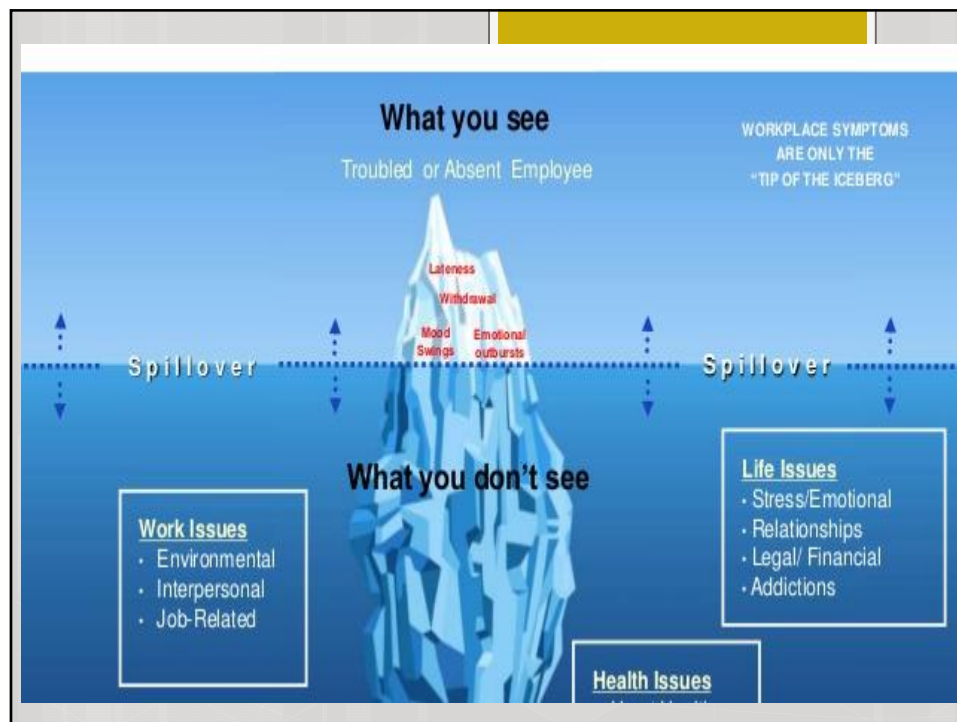 What you see
Troubled or Absent Employee
WORKPLACE SYMPTOMS
ARE ONLY THE
"TIP OF THE ICEBERG"
Lateness
Withdrawal
Mood
Swings
Emotional
outbursts
Spillover
Spillover
What you don't see
Work Issues
• Environmental
• Interpersonal
• Job-Related
Life Issues
• Stress/Emotional
• Relationships
• Legal/ Financial
• Addictions
Health Issues